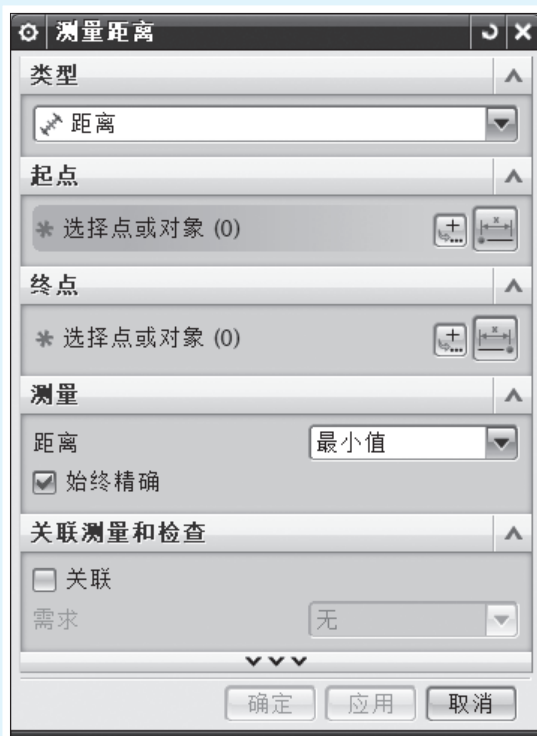 测量距离
类型
距离
起点
选择点或对象 (0)
终点
选择点或对象 (0)
测量
距离 最小值
始终精确
关联测量和检查
关联
需求 无
确定 应用 取消